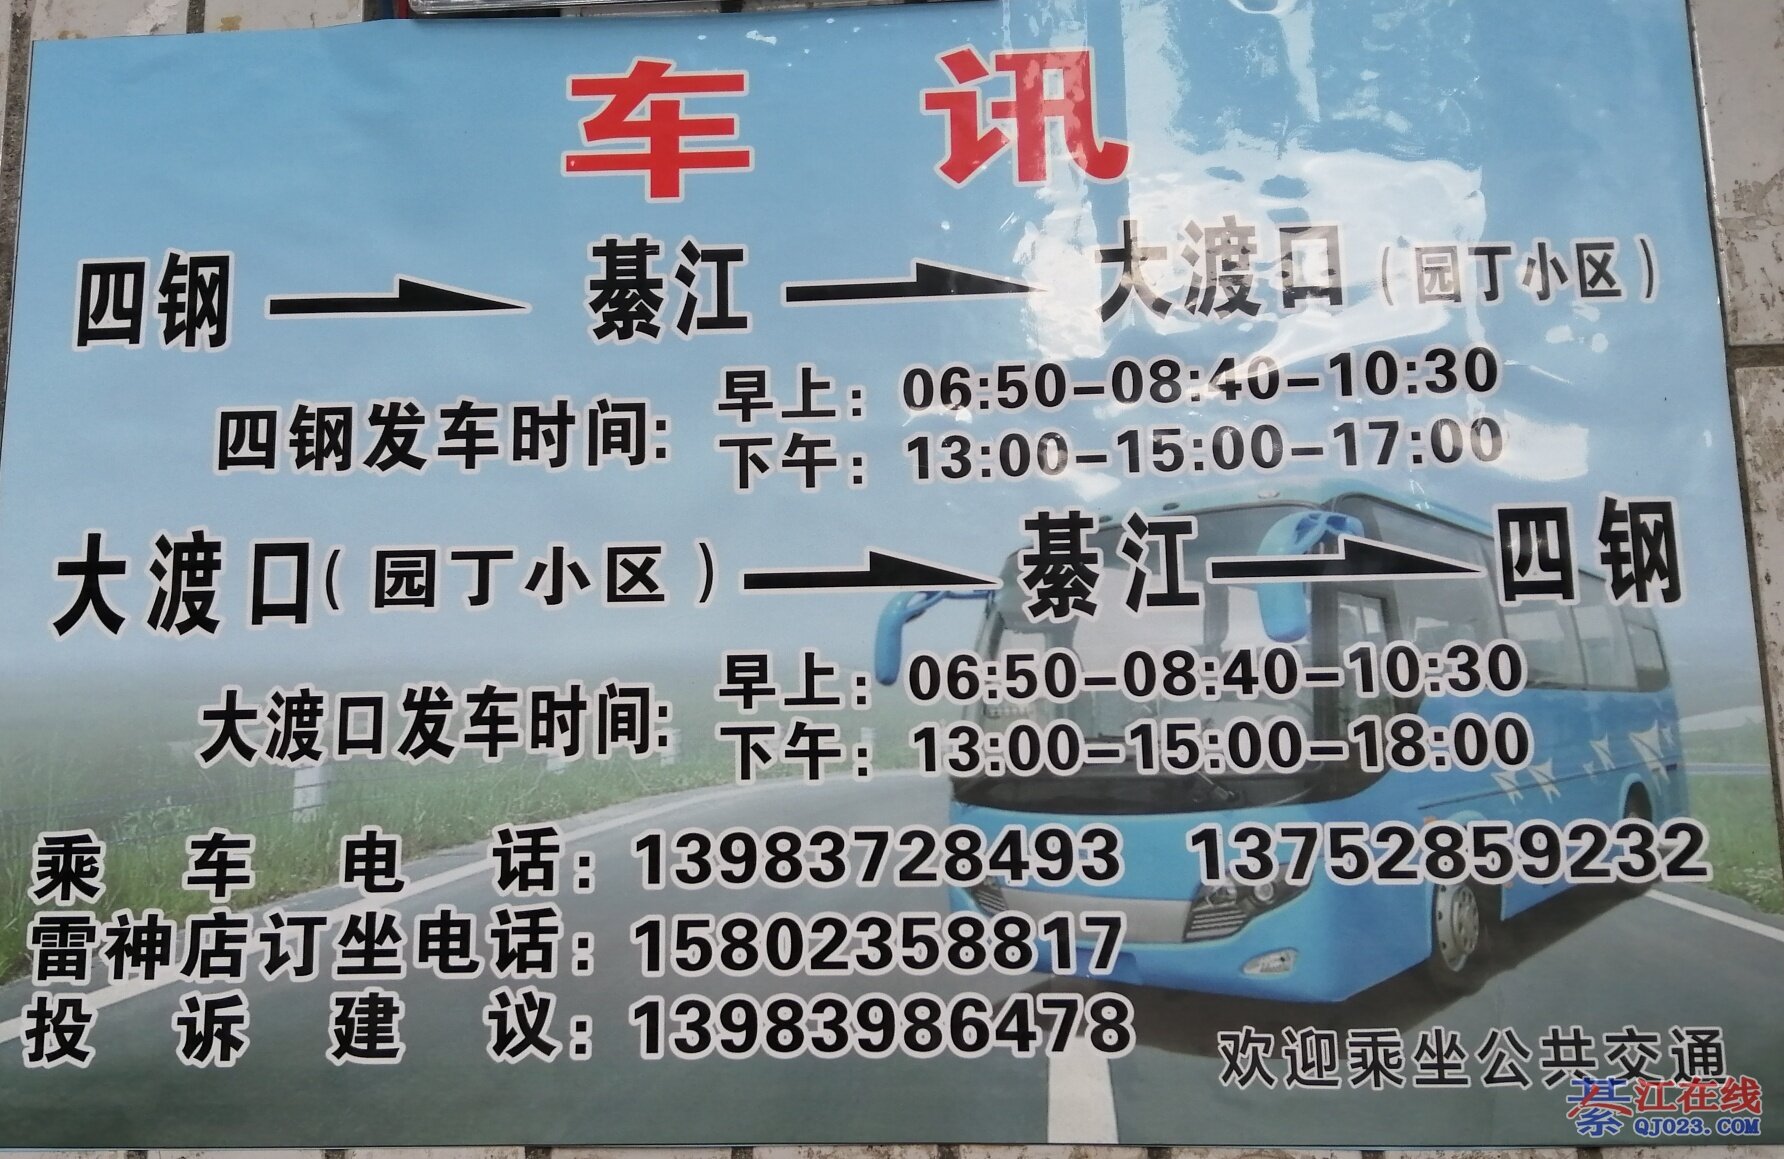 车讯
四钢 綦江 大渡口(园丁小区)
四钢发车时间: 早上: 06:50-08:40-10:30
下午: 13:00-15:00-17:00
大渡口(园丁小区) 綦江 四钢
大渡口发车时间: 早上: 06:50-08:40-10:30
下午: 13:00-15:00-18:00
乘车电话: 13983728493 13752859232
雷神店订坐电话: 15802358817
投诉建议: 13983986478
欢迎乘坐公共交通
綦江在线
QJ023.COM